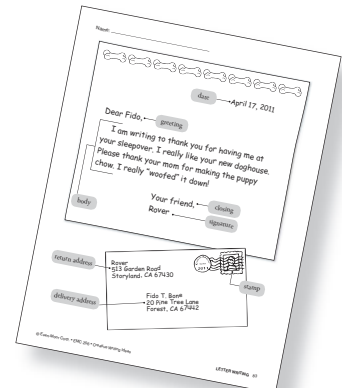 Name
date
April 17, 2011
Dear Fido,
greeting
I am writing to thank you for having me at
your sleepover. I really like your new doghouse.
Please thank your mom for making the puppy
chow. I really "woofed" it down!
body
Your friend,
closing
Rover
signature
return address
Rover
513 Garden Road
Storyland, CA 67430
2011
stamp
delivery address
Fido T. Bone
20 Pine Tree Lane
Forest, CA 67442
LETTER WRITING